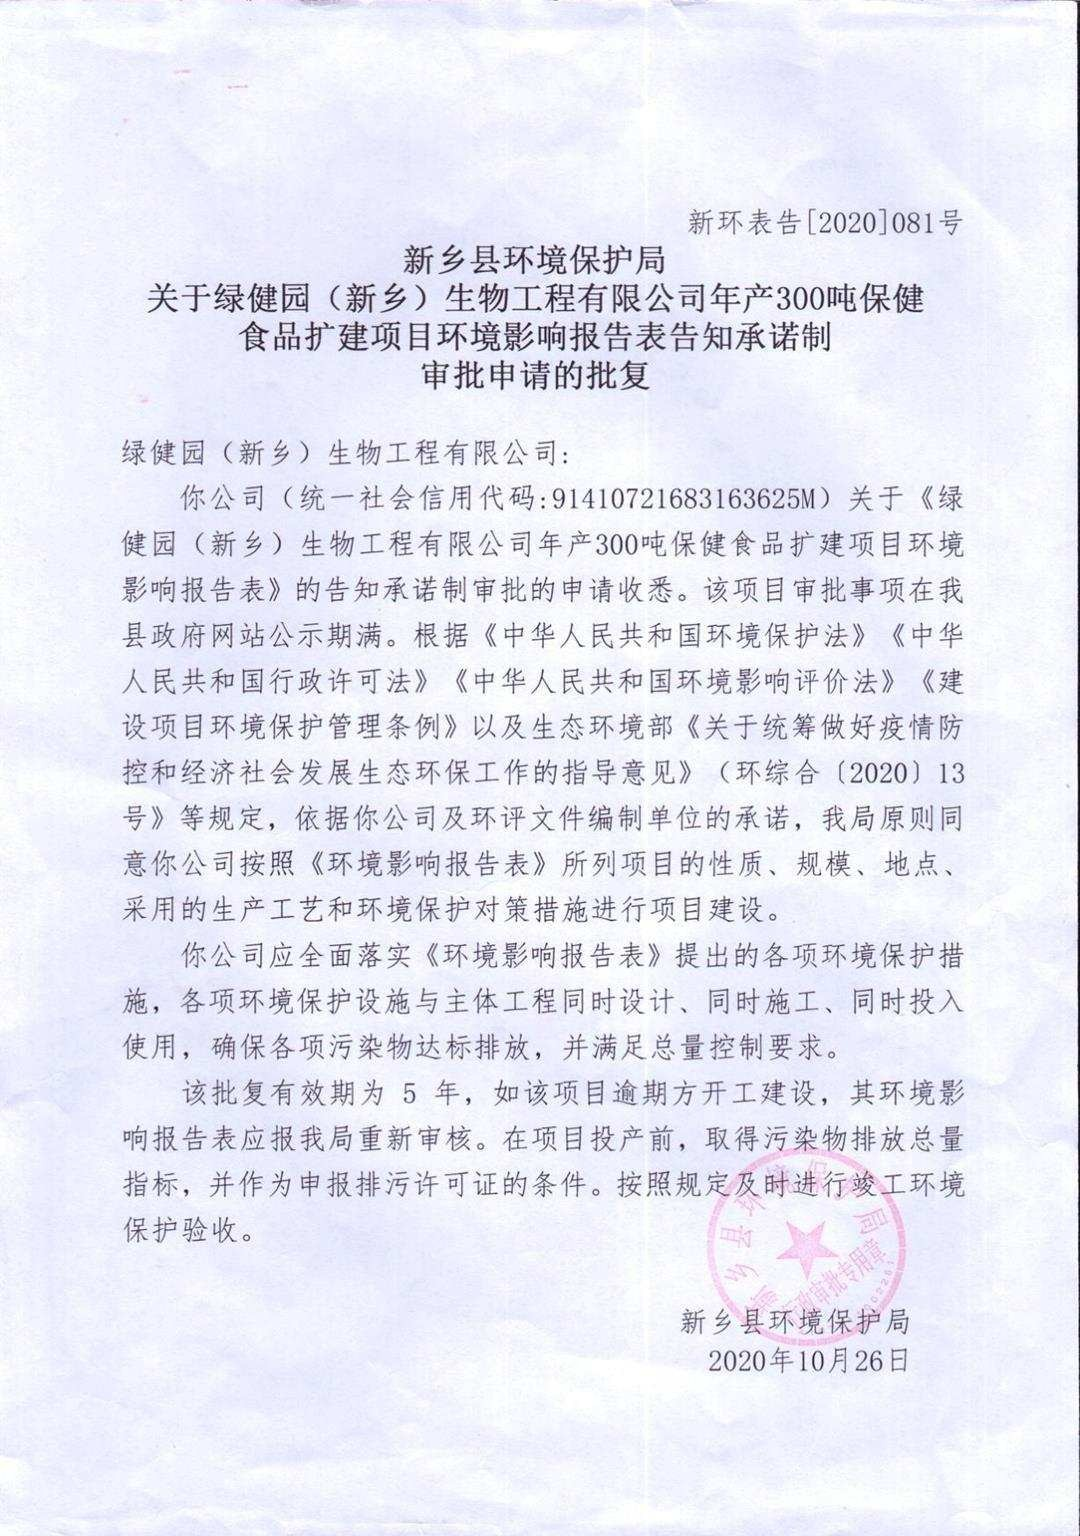 新环表告[2020]081号
新乡县环境保护局
关于绿健园（新乡）生物工程有限公司年产300吨保健
食品扩建项目环境影响报告表告知承诺制
审批申请的批复
绿健园（新乡）生物工程有限公司:
你公司（统一社会信用代码:91410721683163625M）关于《绿
健园（新乡）生物工程有限公司年产300吨保健食品扩建项目环境
影响报告表》的告知承诺制审批的申请收悉。该项目审批事项在我
县政府网站公示期满。根据《中华人民共和国环境保护法》《中华
人民共和国行政许可法》《中华人民共和国环境影响评价法》《建
设项目环境保护管理条例》以及生态环境部《关于统筹做好疫情防
控和经济社会发展生态环保工作的指导意见》（环综合〔2020〕13
号》等规定，依据你公司及环评文件编制单位的承诺，我局原则同
意你公司按照《环境影响报告表》所列项目的性质、规模、地点、
采用的生产工艺和环境保护对策措施进行项目建设。
你公司应全面落实《环境影响报告表》提出的各项环境保护措
施，各项环境保护设施与主体工程同时设计、同时施工、同时投入
使用，确保各项污染物达标排放，并满足总量控制要求。
该批复有效期为 5 年，如该项目逾期方开工建设，其环境影
响报告表应报我局重新审核。在项目投产前，取得污染物排放总量
指标，并作为申报排污许可证的条件。按照规定及时进行竣工环境
保护验收。
新乡县环境保护局
审批专用章
新乡县环境保护局
2020年10月26日